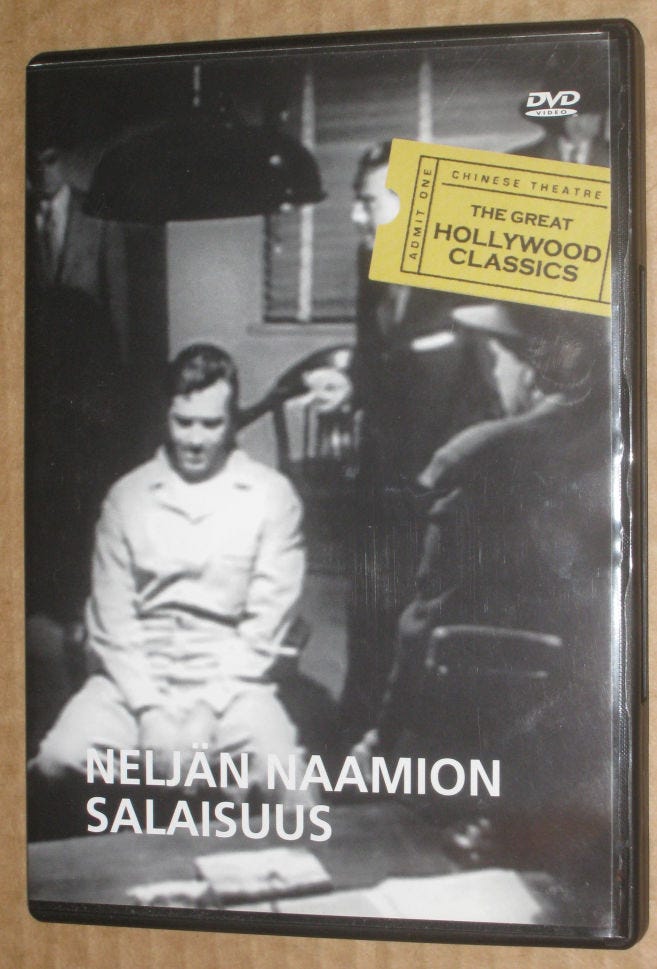 DVD
VIDEO
ADMIT ONE
CHINESE THEATRE
THE GREAT
HOLLYWOOD
CLASSICS
NELJÄN NAAMION
SALAISUUS